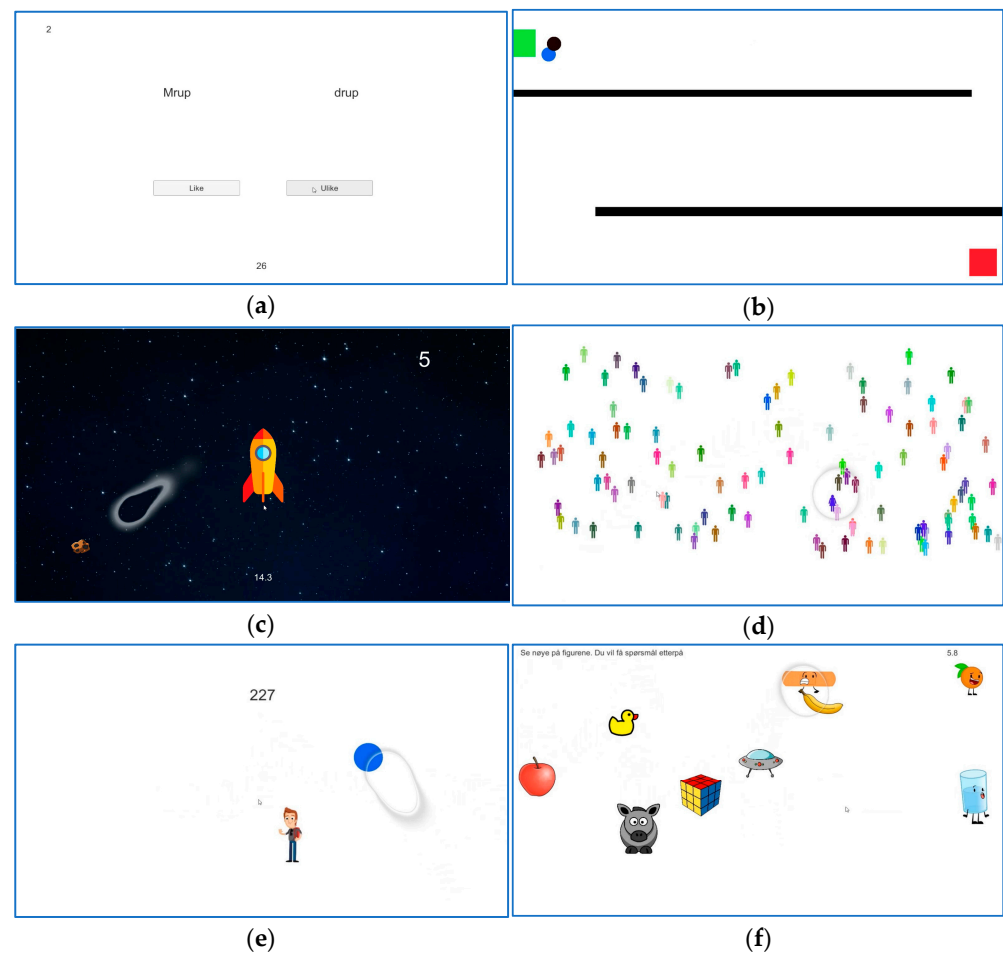 2
Mrup drup
Like Ulike
26
(a)
(b)
5
14.3
(c)
(d)
227
(e)
Se nøye på figurene. Du vil få spørsmål etterpå 5.8
(f)